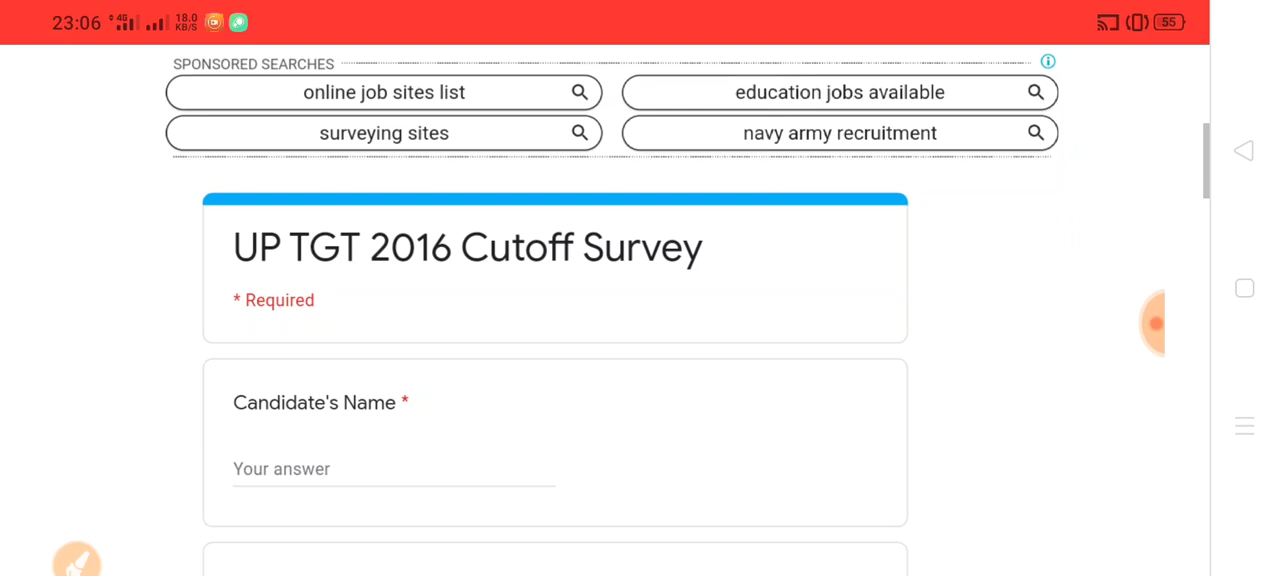 23:06 4G 18.0 KB/S 55
SPONSORED SEARCHES
online job sites list
education jobs available
surveying sites
navy army recruitment
UP TGT 2016 Cutoff Survey
* Required
Candidate's Name *
Your answer